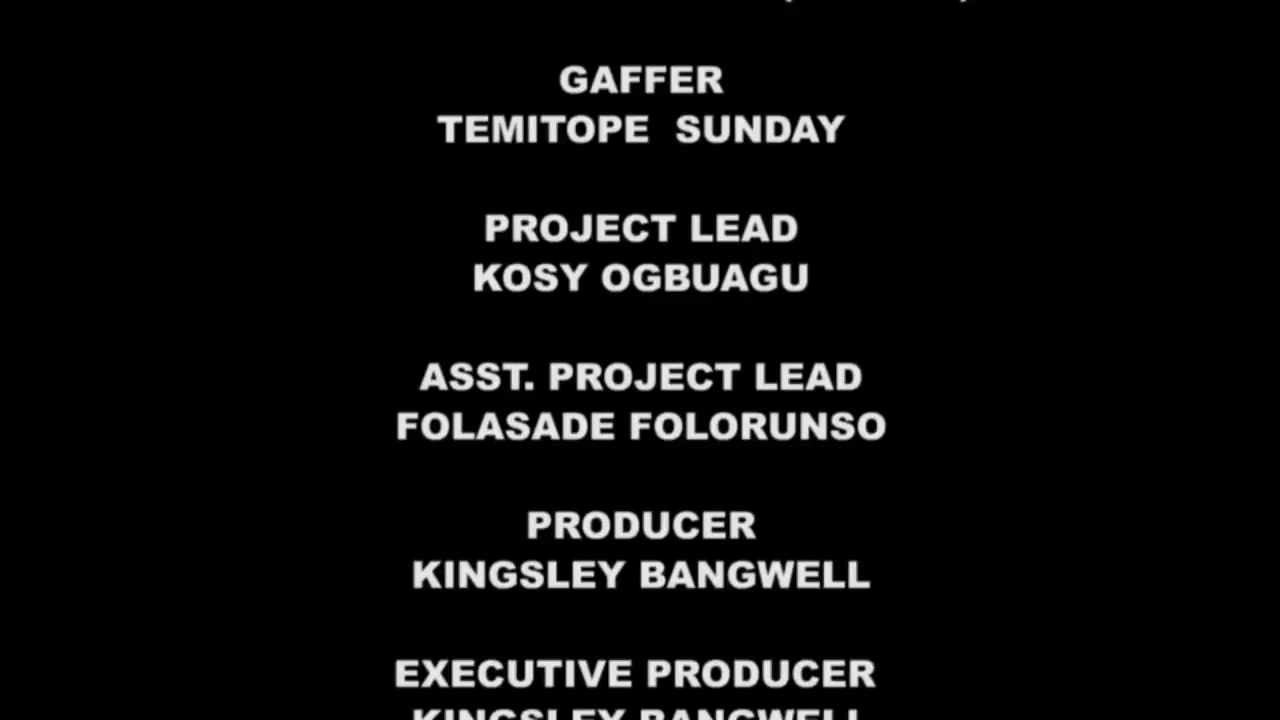 GAFFER
TEMITOPE SUNDAY
PROJECT LEAD
KOSY OGBUAGU
ASST. PROJECT LEAD
FOLASADE FOLORUNSO
PRODUCER
KINGSLEY BANGWELL
EXECUTIVE PRODUCER
KINGSLEY BANGWELL